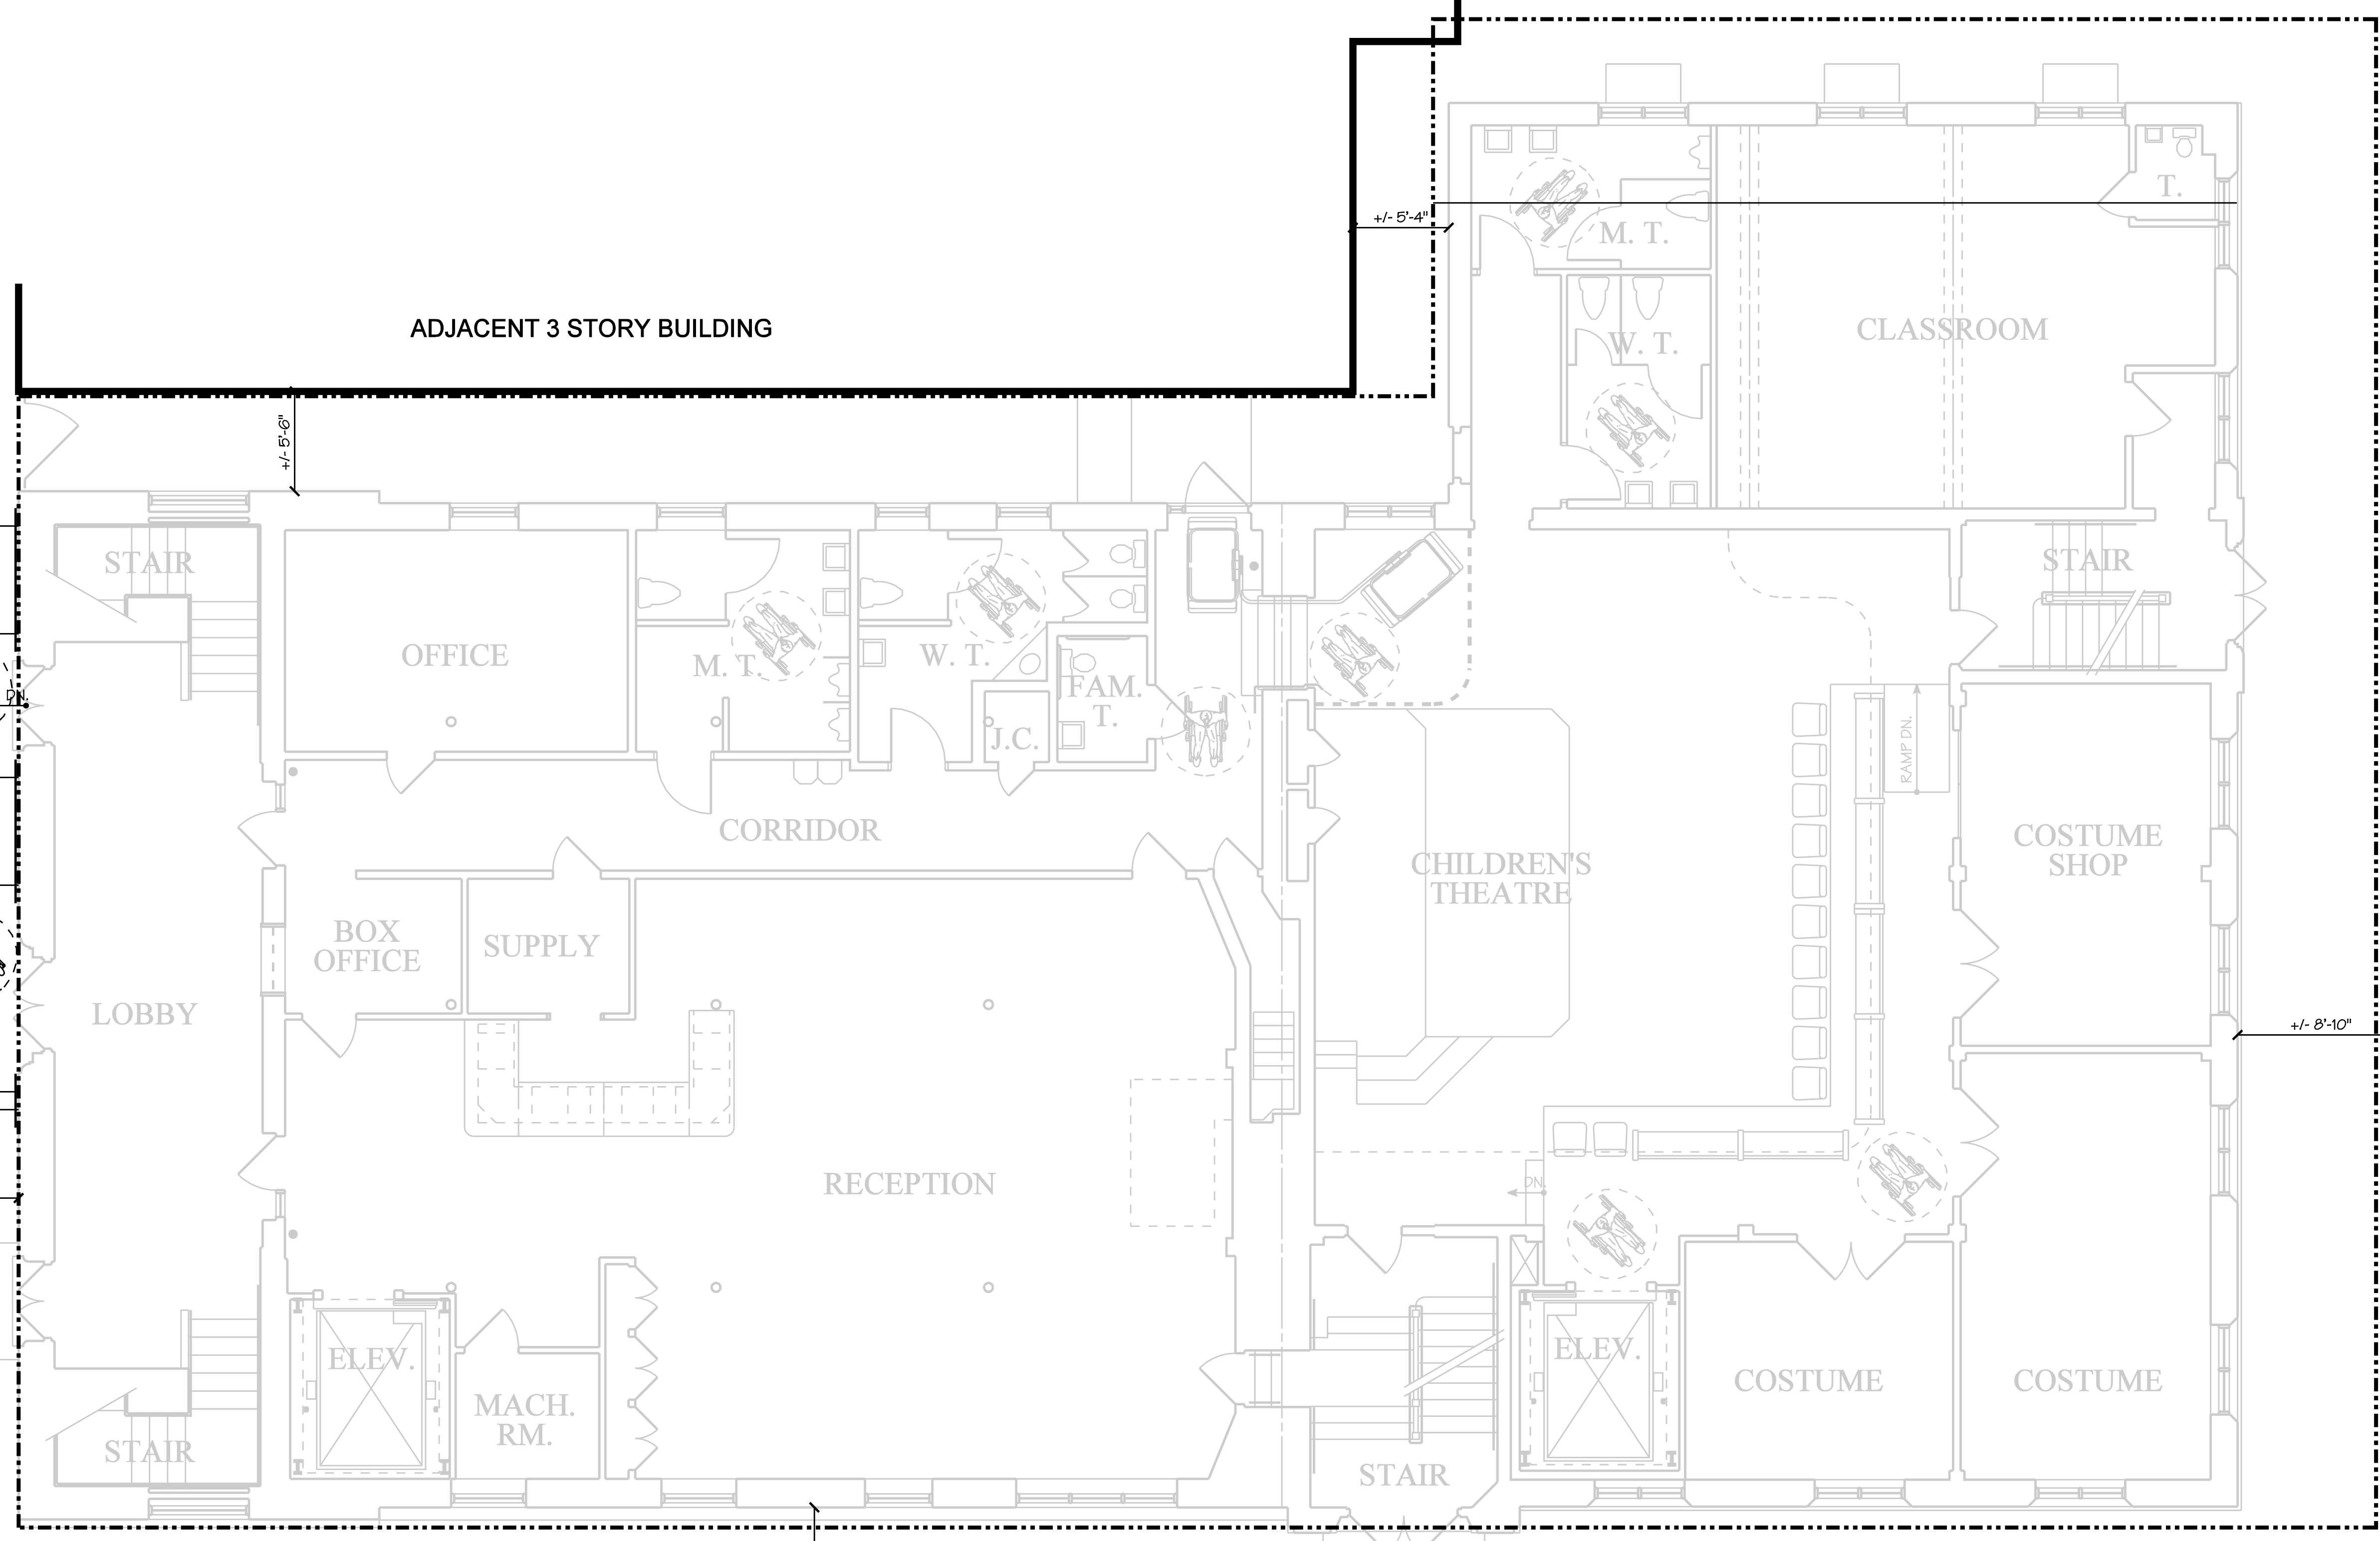 +/- 5'-4"
T.
M. T.
ADJACENT 3 STORY BUILDING
W. T.
CLASSROOM
+/- 5'-6"
STAIR
STAIR
OFFICE
M. T.
W. T.
FAM.
T.
DN.
J.C.
RAMP DN.
CORRIDOR
COSTUME
SHOP
CHILDREN'S
THEATRE
BOX
OFFICE
SUPPLY
LOBBY
+/- 8'-10"
RECEPTION
DN.
ELEV.
ELEV.
MACH.
RM.
COSTUME
COSTUME
STAIR
STAIR